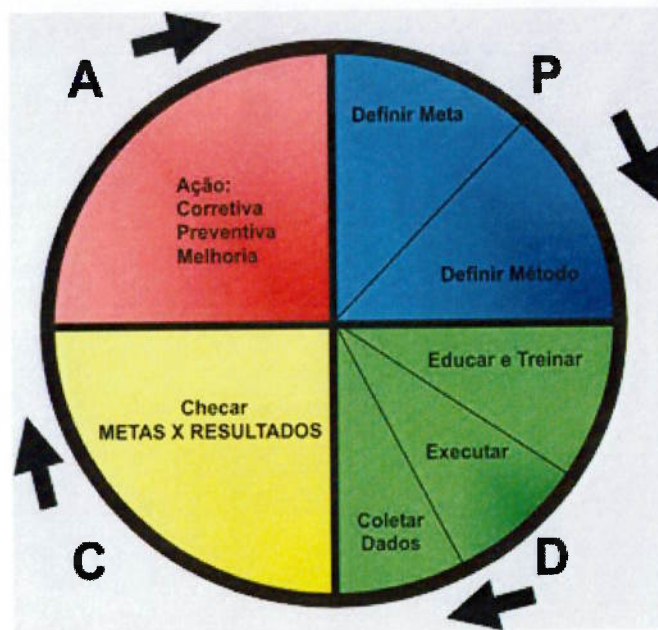 A
P
Definir Meta
Ação:
Corretiva
Preventiva
Melhoria
Definir Método
Educar e Treinar
Checar
METAS X RESULTADOS
Executar
Coletar
Dados
C
D